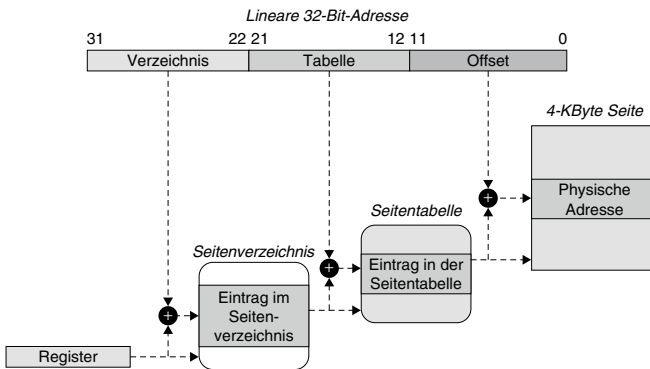 Lineare 32-Bit-Adresse
31 22 21 12 11 0
Verzeichnis Tabelle Offset
4-KByte Seite
Physische
Adresse
Seitentabelle
Eintrag in der
Seitentabelle
Seitenverzeichnis
Eintrag im
Seiten-
verzeichnis
Register
+
+
+